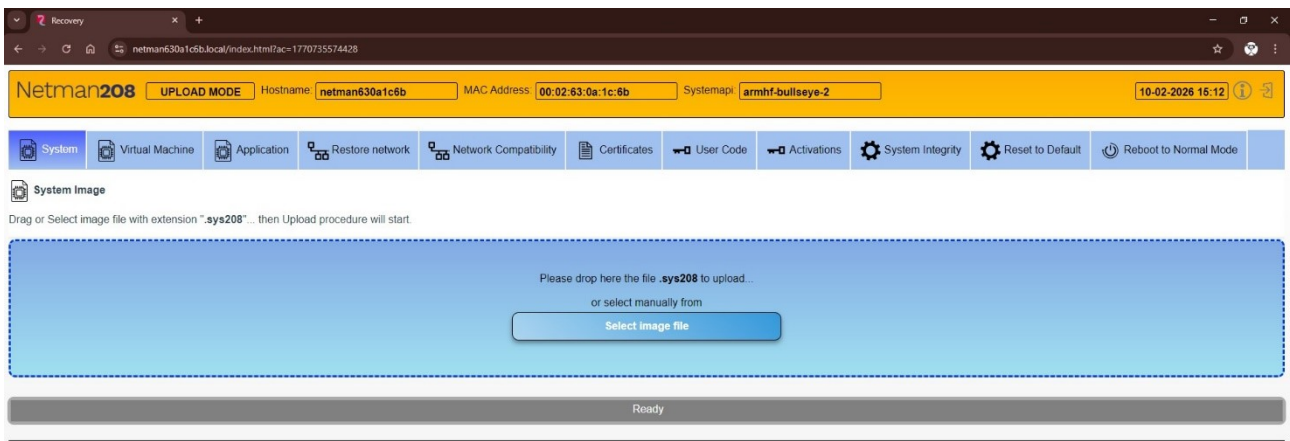 Recovery
netman630a1c6b.local/index.html?ac=1770735574428
Netman208 UPLOAD MODE Hostname: netman630a1c6b MAC Address: 00:02:63:0a:1c:6b Systemapi: armhf-bullseye-2 10-02-2026 15:12
System Virtual Machine Application Restore network Network Compatibility Certificates User Code Activations System Integrity Reset to Default Reboot to Normal Mode
System Image
Drag or Select image file with extension ".sys208"... then Upload procedure will start.
Please drop here the file .sys208 to upload...
or select manually from
Select image file
Ready